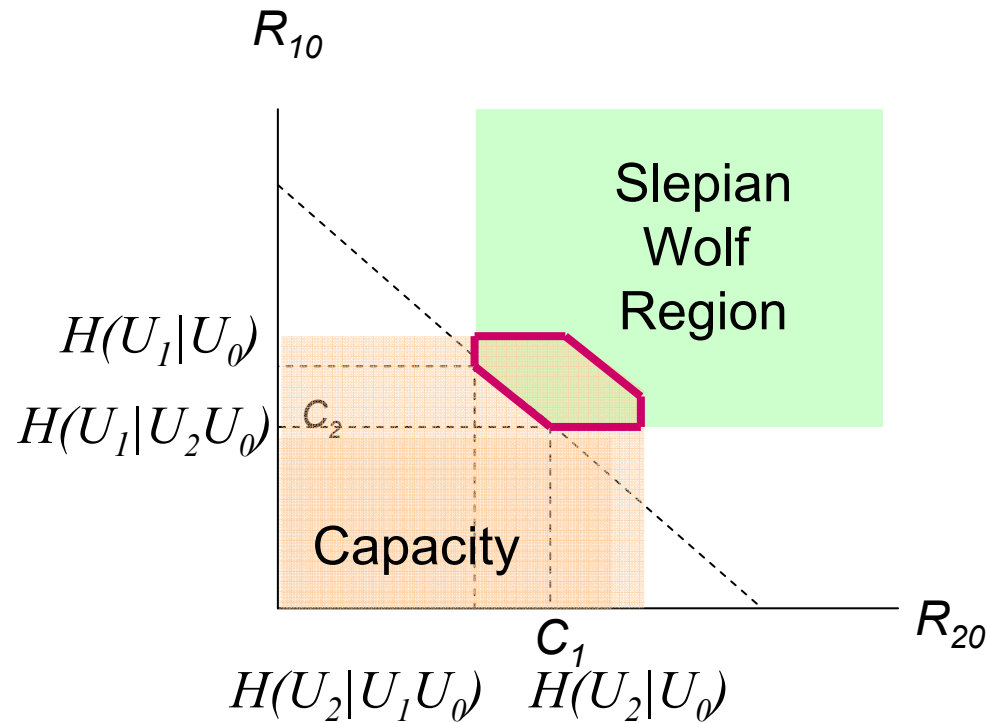 R₁₀
Slepian
Wolf
Region
H(U₁|U₀)
C₂
H(U₁|U₂U₀)
Capacity
R₂₀
C₁
H(U₂|U₁U₀)
H(U₂|U₀)